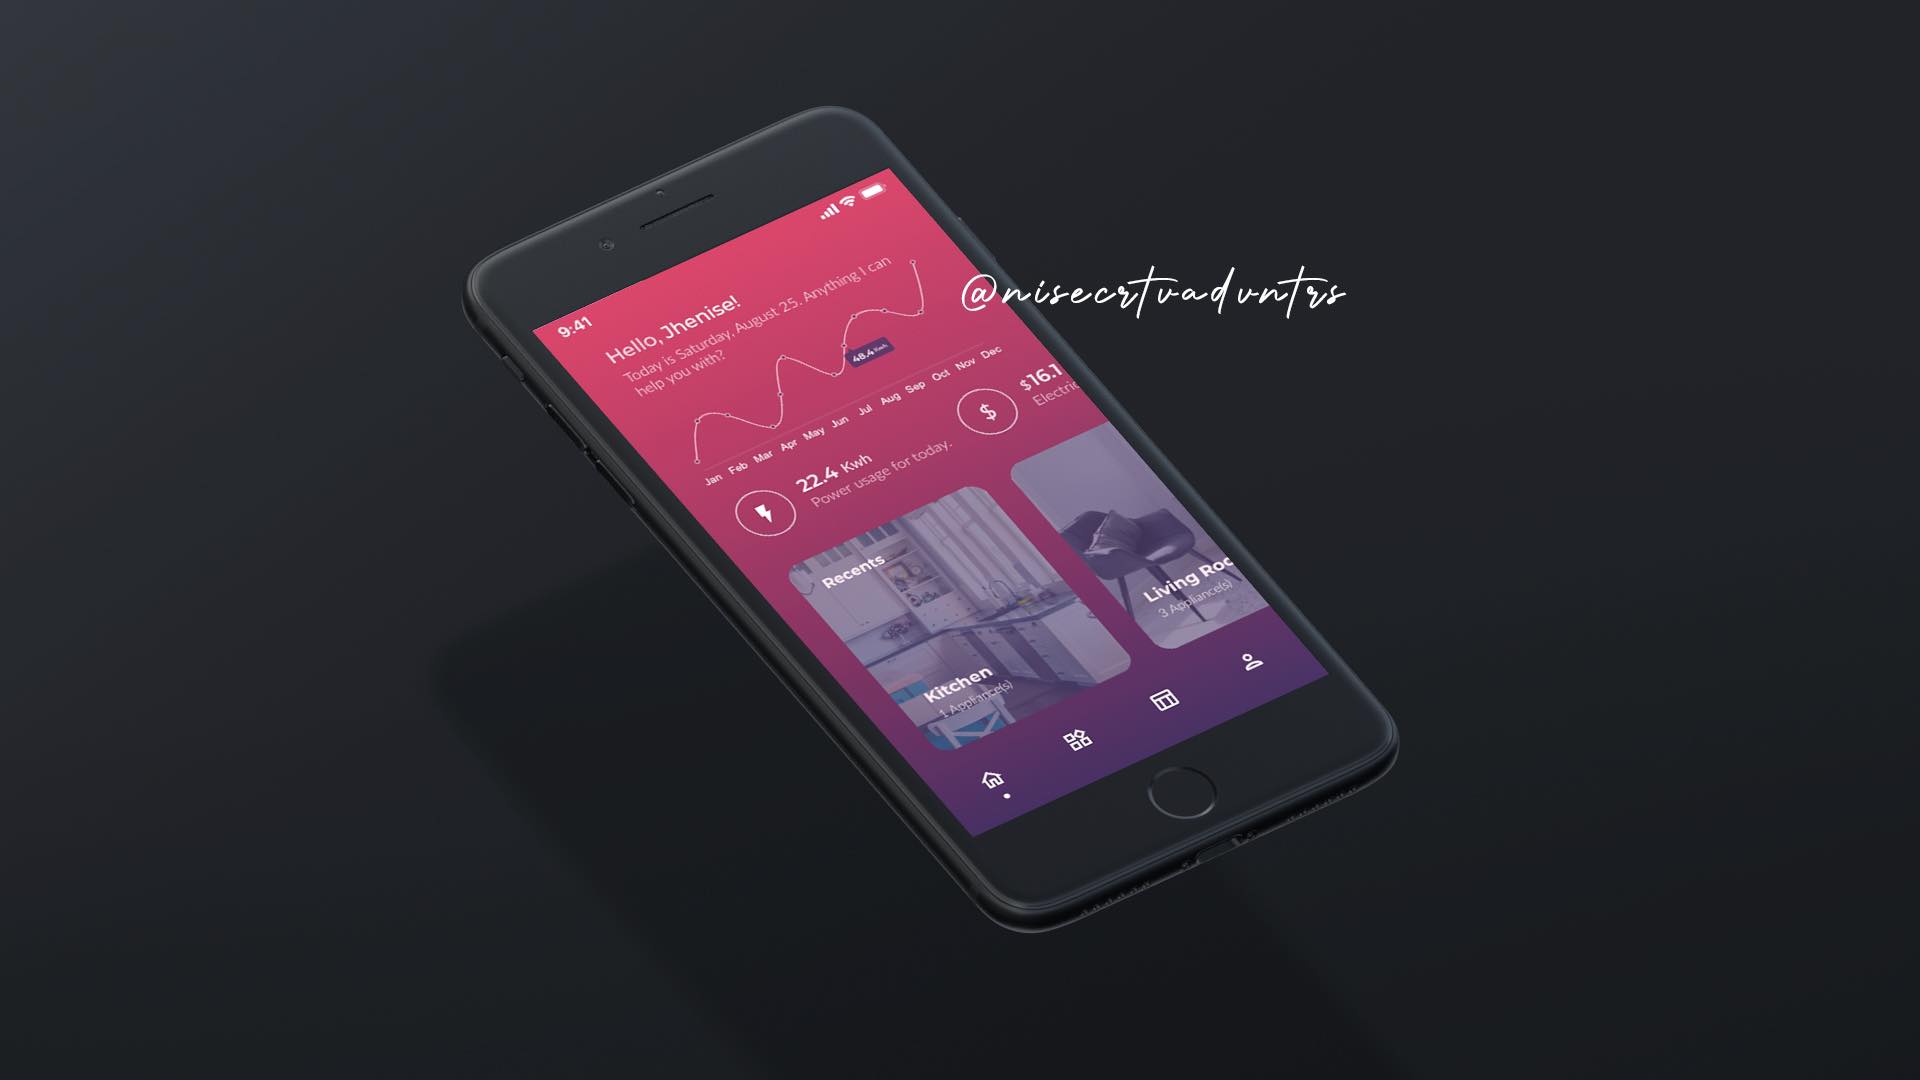 9:41
Hello, Jhenise!
Today is Saturday, August 25. Anything I can
help you with?
@nisecrtvadvntrs
48.4 Kwh
Jan Feb Mar Apr May Jun Jul Aug Sep Oct Nov Dec
22.4 Kwh
Power usage for today.
$
$16.1
Electric
Recents
Kitchen
1 Appliance(s)
Living Roo
3 Appliance(s)